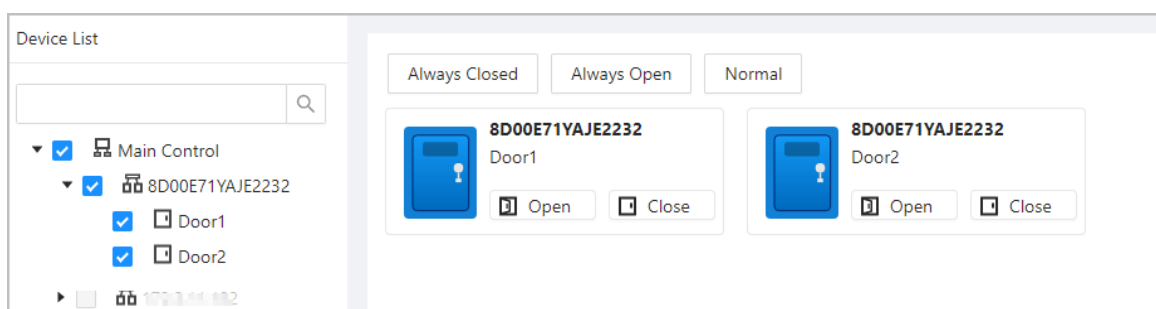 Device List
Main Control
8D00E71YAJE2232
Door1
Door2
Always Closed
Always Open
Normal
8D00E71YAJE2232
Door1
Open
Close
8D00E71YAJE2232
Door2
Open
Close